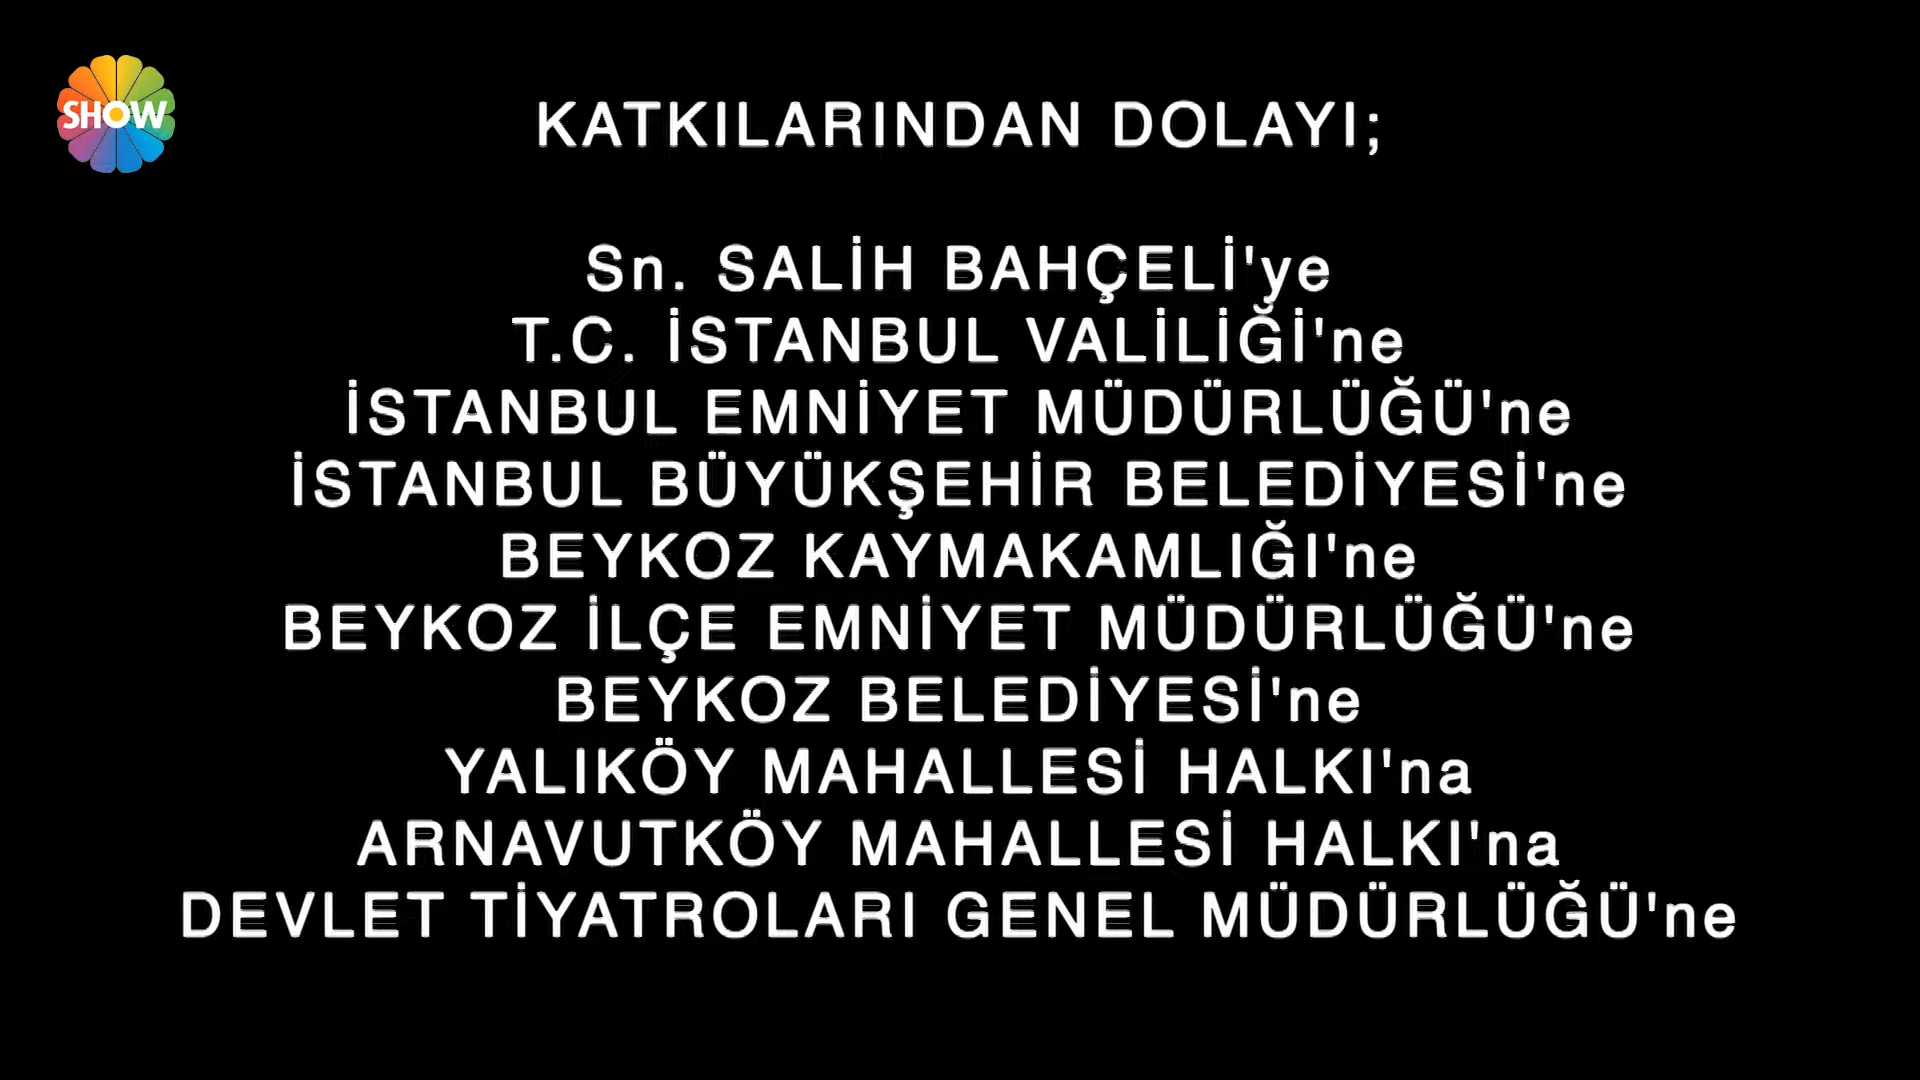 SHOW
KATKILARINDAN DOLAYI;
Sn. SALİH BAHÇELİ'ye
T.C. İSTANBUL VALİLİĞİ'ne
İSTANBUL EMNİYET MÜDÜRLÜĞÜ'ne
İSTANBUL BÜYÜKŞEHİR BELEDİYESİ'ne
BEYKOZ KAYMAKAMLIĞI'ne
BEYKOZ İLÇE EMNİYET MÜDÜRLÜĞÜ'ne
BEYKOZ BELEDİYESİ'ne
YALIKÖY MAHALLESİ HALKI'na
ARNAVUTKÖY MAHALLESİ HALKI'na
DEVLET TİYATROLARI GENEL MÜDÜRLÜĞÜ'ne